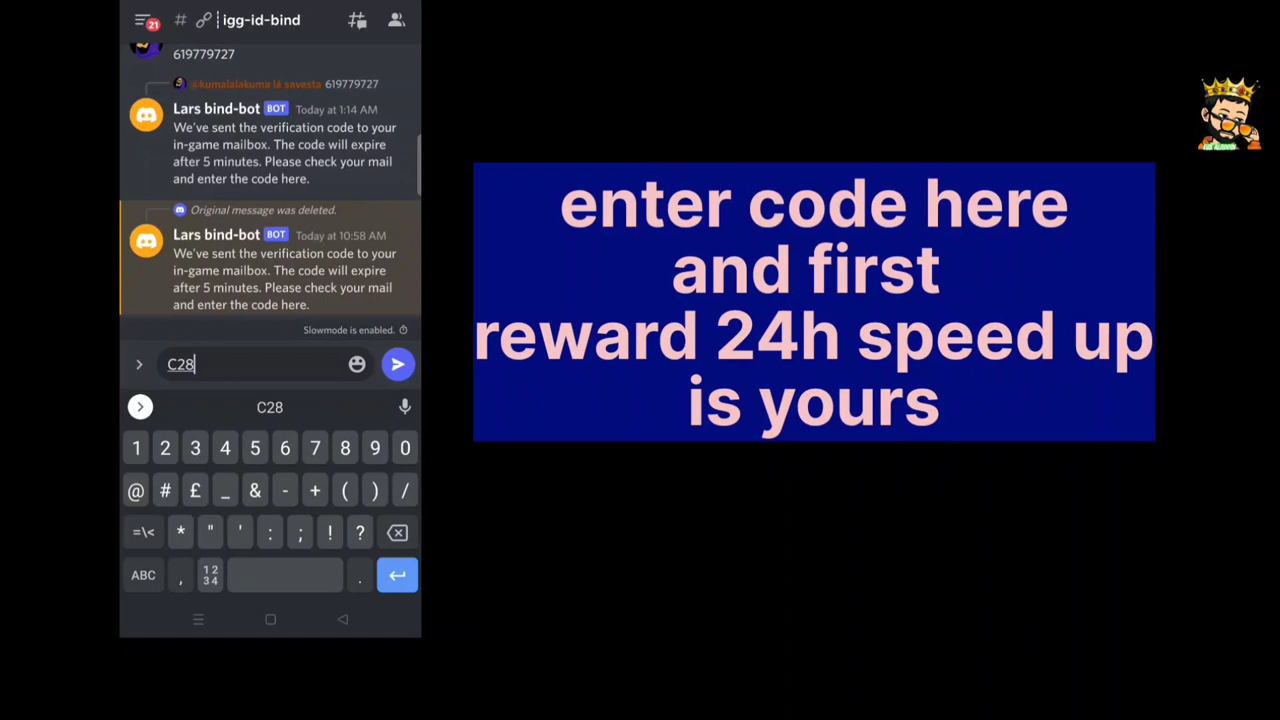 21
# igg-id-bind
619779727
@kumalalakuma lá savesta 619779727
Lars bind-bot BOT Today at 1:14 AM
We've sent the verification code to your
in-game mailbox. The code will expire
after 5 minutes. Please check your mail
and enter the code here.
Original message was deleted.
Lars bind-bot BOT Today at 10:58 AM
We've sent the verification code to your
in-game mailbox. The code will expire
after 5 minutes. Please check your mail
and enter the code here.
Slowmode is enabled.
C28
C28
1 2 3 4 5 6 7 8 9 0
@ # £ _ & - + ( ) /
=\< * " ' : ; ! ?
ABC , 12 .
34
enter code here
and first
reward 24h speed up
is yours